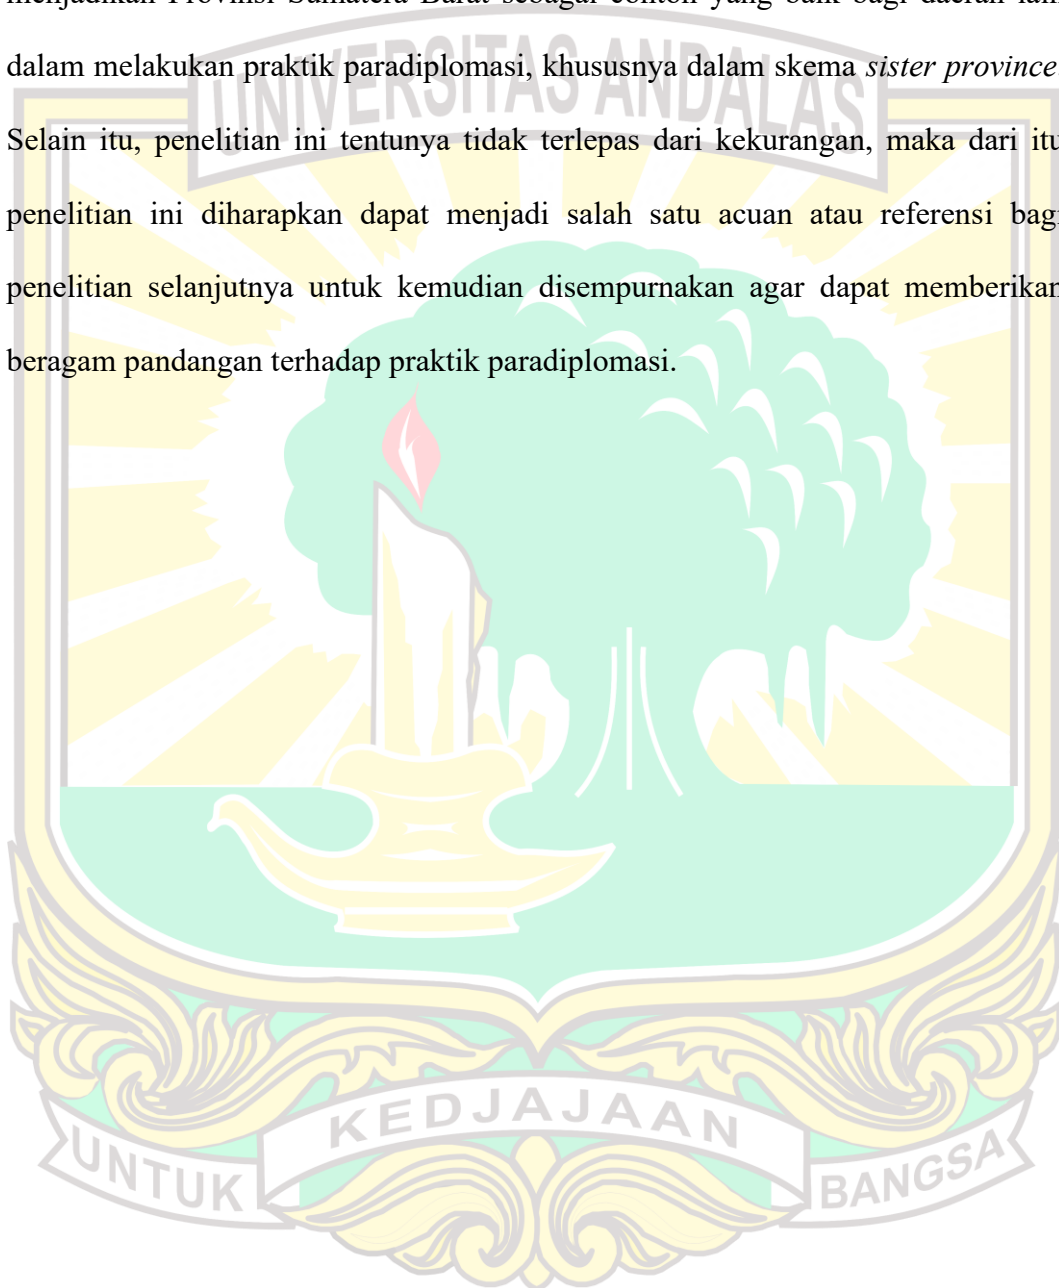 menjadikan Provinsi Sumatera Barat sebagai contoh yang baik bagi daerah lain
dalam melakukan praktik paradiplomasi, khususnya dalam skema sister province.
Selain itu, penelitian ini tentunya tidak terlepas dari kekurangan, maka dari itu
penelitian ini diharapkan dapat menjadi salah satu acuan atau referensi bagi
penelitian selanjutnya untuk kemudian disempurnakan agar dapat memberikan
beragam pandangan terhadap praktik paradiplomasi.
UNIVERSITAS ANDALAS
UNTUK KEDJAJAAN BANGSA